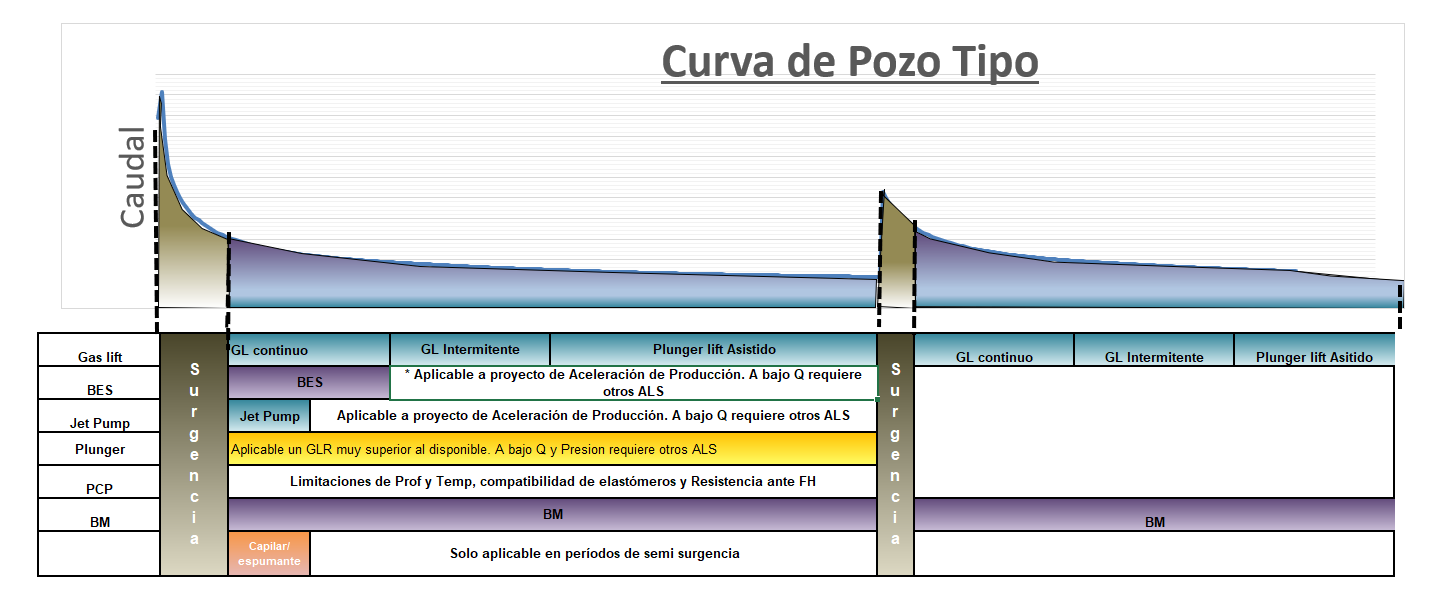 Curva de Pozo Tipo
Caudal
Gas lift
GL continuo
GL Intermitente
Plunger lift Asistido
GL continuo
GL Intermitente
Plunger lift Asitido
Surgencia
Surgencia
BES
BES
* Aplicable a proyecto de Aceleración de Producción. A bajo Q requiere
otros ALS
Jet Pump
Jet Pump
Aplicable a proyecto de Aceleración de Producción. A bajo Q requiere otros ALS
Plunger
Aplicable un GLR muy superior al disponible. A bajo Q y Presion requiere otros ALS
PCP
Limitaciones de Prof y Temp, compatibilidad de elastómeros y Resistencia ante FH
BM
BM
BM
Capilar/
espumante
Solo aplicable en períodos de semi surgencia